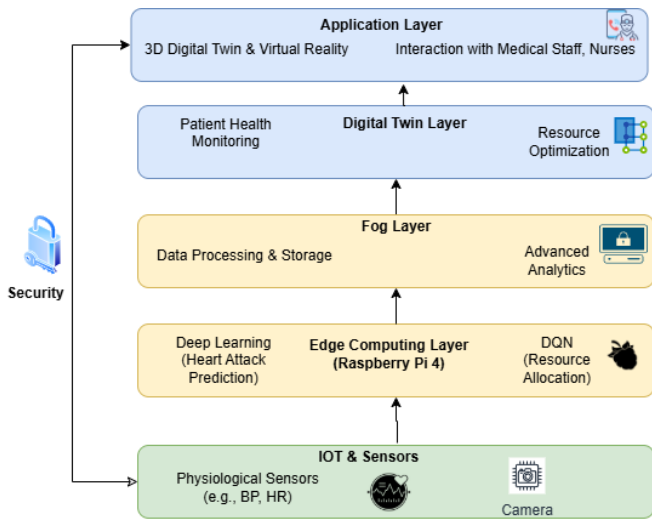 Application Layer
3D Digital Twin & Virtual Reality
Interaction with Medical Staff, Nurses
Patient Health
Monitoring
Digital Twin Layer
Resource
Optimization
Fog Layer
Data Processing & Storage
Advanced
Analytics
Security
Deep Learning
(Heart Attack
Prediction)
Edge Computing Layer
(Raspberry Pi 4)
DQN
(Resource
Allocation)
IOT & Sensors
Physiological Sensors
(e.g., BP, HR)
Camera